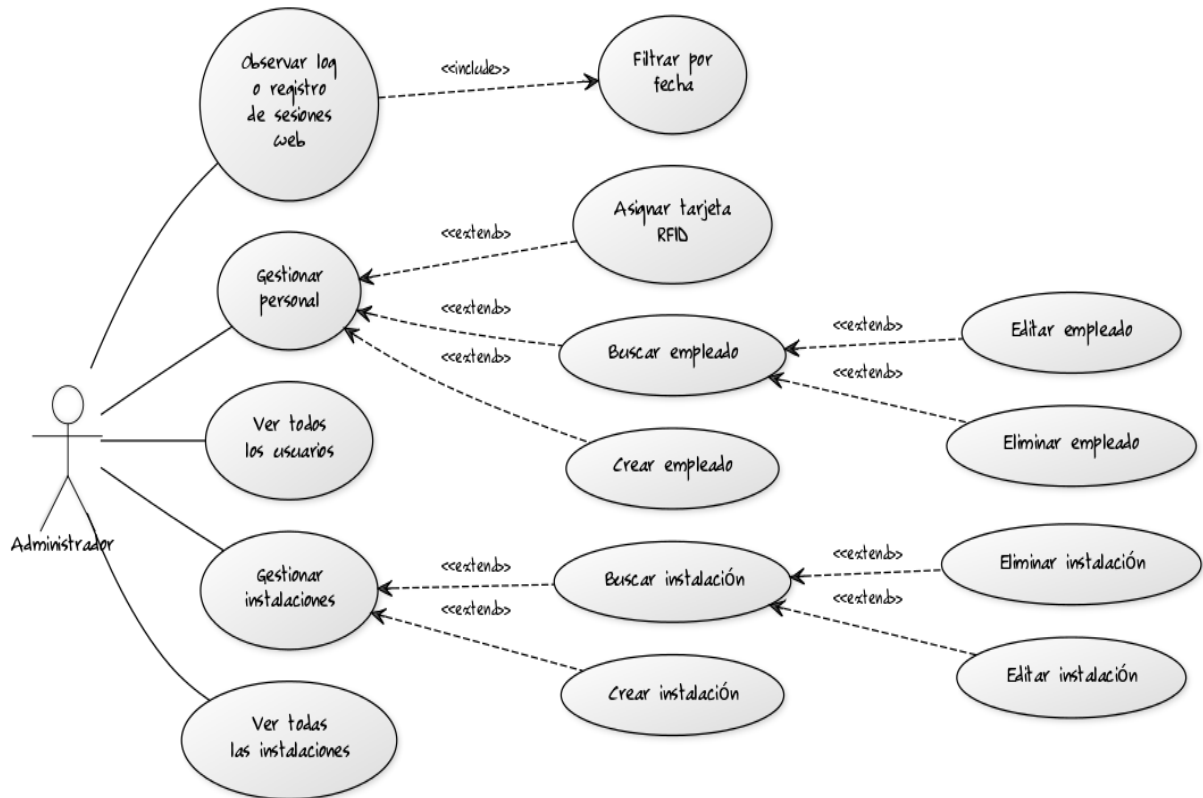 Observar log
o registro
de sesiones
web
<<include>>
Filtrar por
fecha
Asignar tarjeta
RFID
<<extend>>
Gestionar
personal
<<extend>>
Buscar empleado
<<extend>>
Editar empleado
<<extend>>
<<extend>>
Eliminar empleado
Crear empleado
Ver todos
los usuarios
Administrador
Gestionar
instalaciones
<<extend>>
Buscar instalación
<<extend>>
Eliminar instalación
<<extend>>
<<extend>>
Editar instalación
Crear instalación
Ver todas
las instalaciones